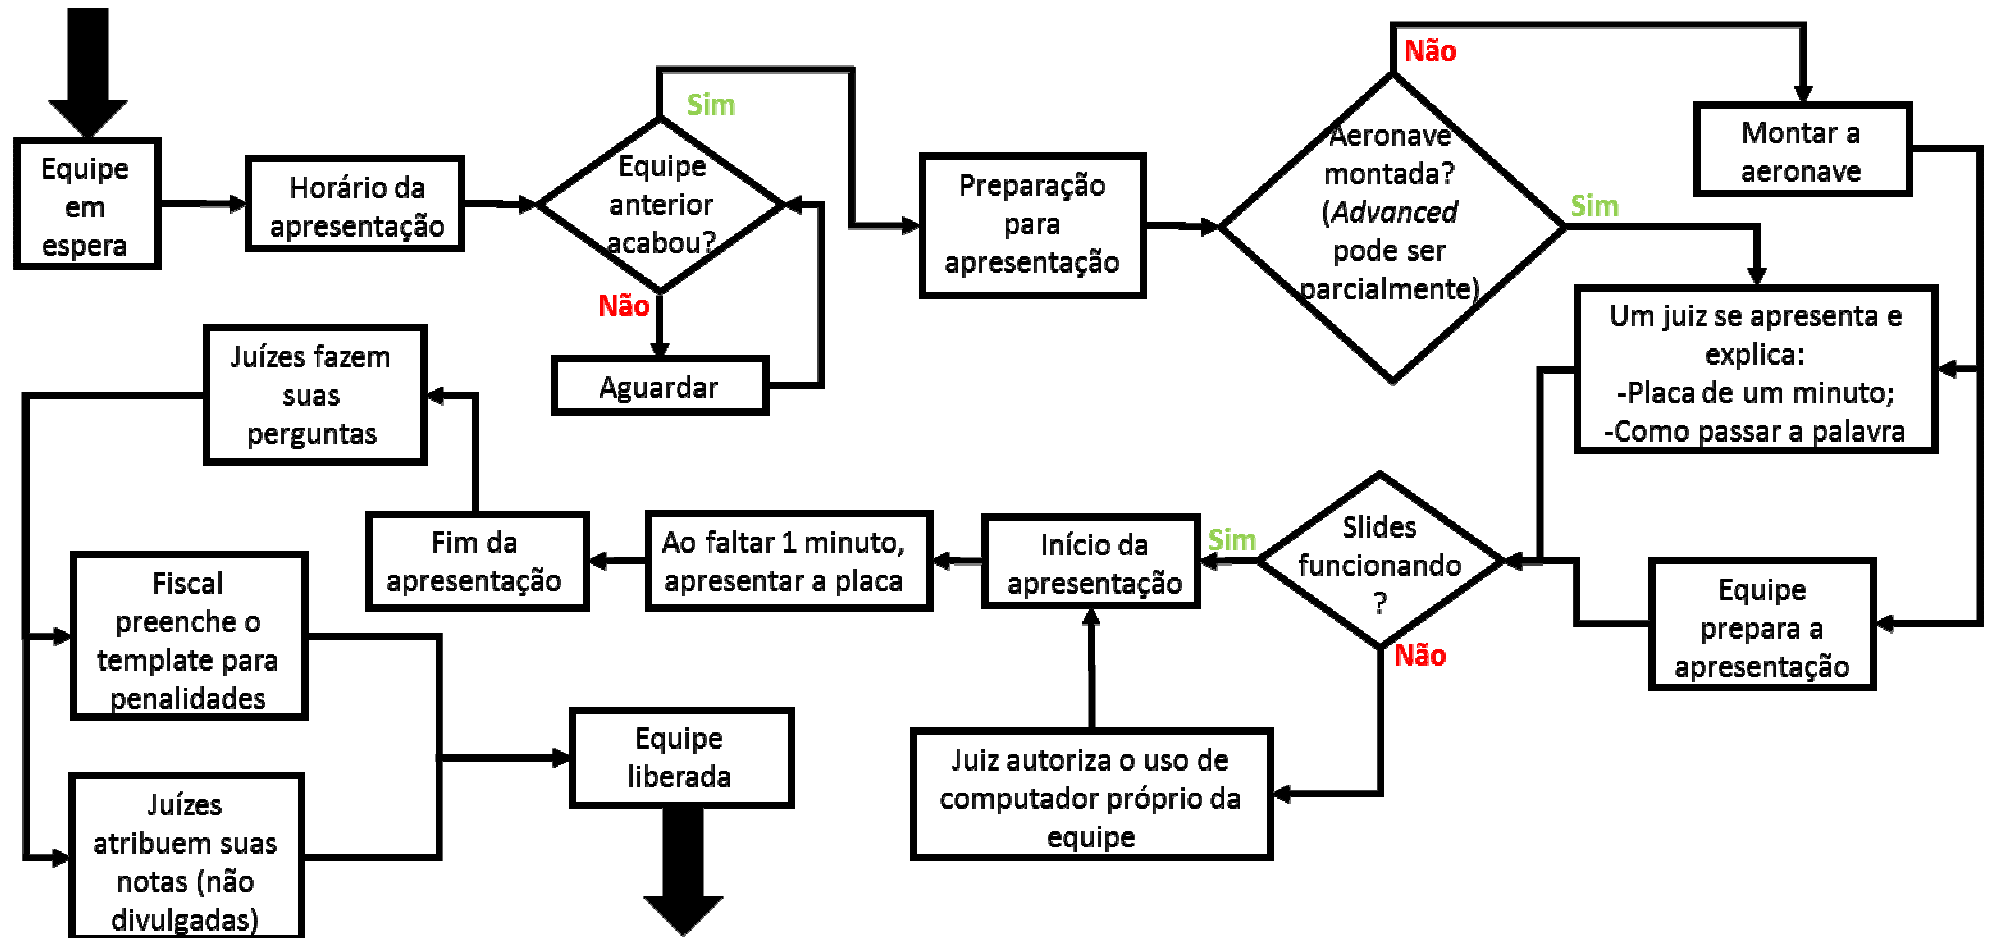 Equipe
em
espera
Horário da
apresentação
Equipe
anterior
acabou?
Sim
Não
Aguardar
Preparação
para
apresentação
Aeronave
montada?
(Advanced
pode ser
parcialmente)
Não
Sim
Montar a
aeronave
Um juiz se apresenta e
explica:
-Placa de um minuto;
-Como passar a palavra
Equipe
prepara a
apresentação
Slides
funcionando
?
Sim
Não
Juiz autoriza o uso de
computador próprio da
equipe
Início da
apresentação
Ao faltar 1 minuto,
apresentar a placa
Fim da
apresentação
Juízes fazem
suas
perguntas
Fiscal
preenche o
template para
penalidades
Juízes
atribuem suas
notas (não
divulgadas)
Equipe
liberada